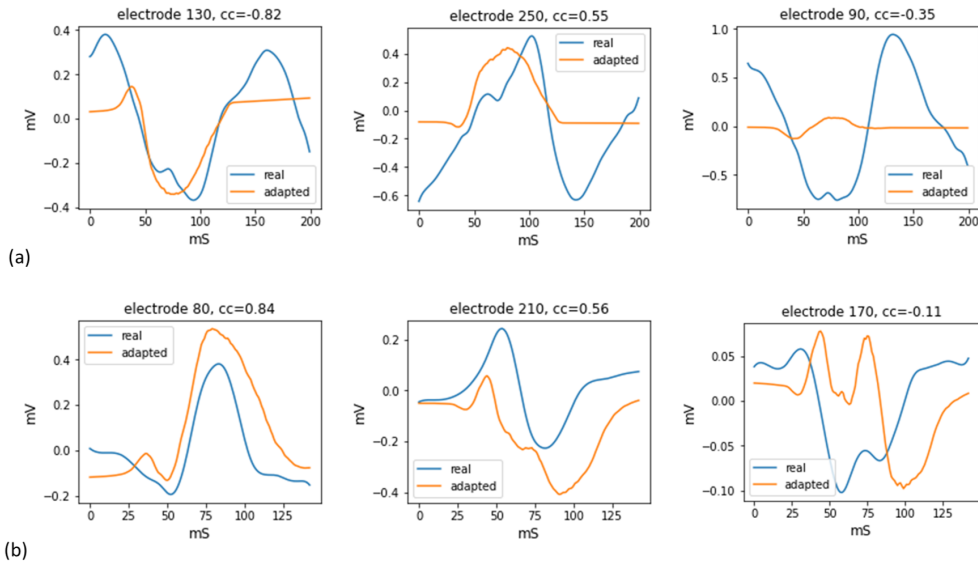 electrode 130, cc=-0.82
mV
0.4
0.2
0.0
−0.2
−0.4
0
50
100
150
200
mS
real
adapted
electrode 250, cc=0.55
mV
0.4
0.2
0.0
−0.2
−0.4
−0.6
0
50
100
150
200
mS
real
adapted
electrode 90, cc=-0.35
mV
1.0
0.5
0.0
−0.5
0
50
100
150
200
mS
real
adapted
(a)
electrode 80, cc=0.84
mV
0.4
0.2
0.0
−0.2
0
25
50
75
100
125
mS
real
adapted
electrode 210, cc=0.56
mV
0.2
0.0
−0.2
−0.4
0
25
50
75
100
125
mS
real
adapted
electrode 170, cc=-0.11
mV
0.05
0.00
−0.05
−0.10
0
25
50
75
100
125
mS
real
adapted
(b)